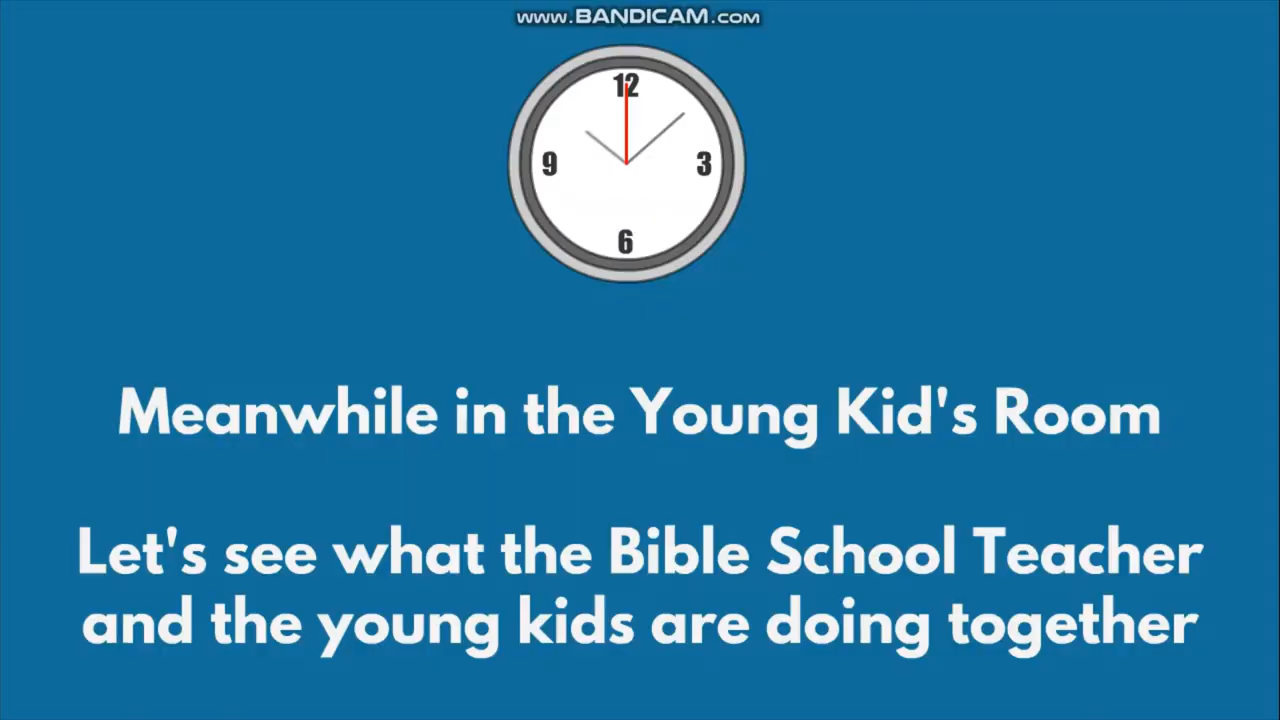 www.BANDICAM.com
12
9
3
6
Meanwhile in the Young Kid's Room
Let's see what the Bible School Teacher
and the young kids are doing together